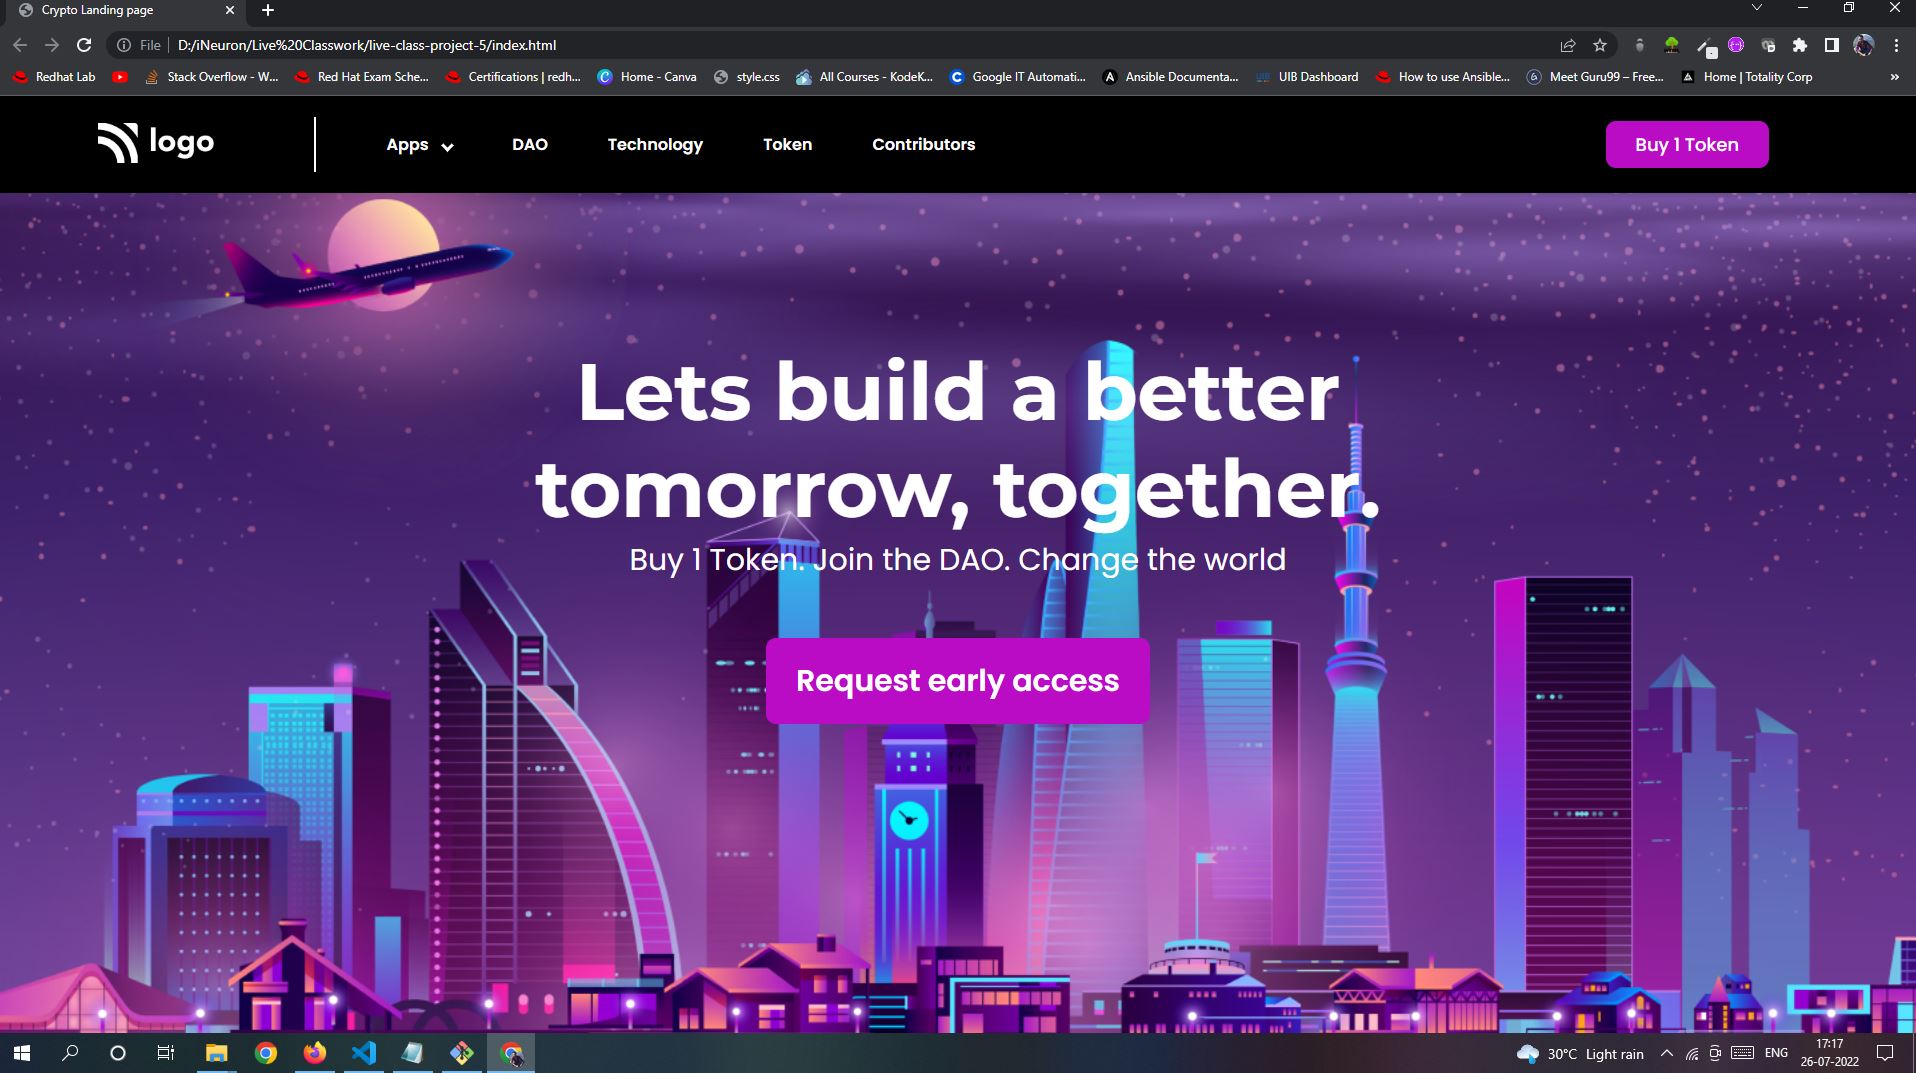 Crypto Landing page
File
D:/iNeuron/Live%20Classwork/live-class-project-5/index.html
Redhat Lab
Stack Overflow - W...
Red Hat Exam Sche...
Certifications | redh...
Home - Canva
style.css
All Courses - KodeK...
Google IT Automati...
Ansible Documenta...
UIB Dashboard
How to use Ansible...
Meet Guru99 – Free...
Home | Totality Corp
logo
Apps
DAO
Technology
Token
Contributors
Buy 1 Token
Lets build a better
tomorrow, together.
Buy 1 Token. Join the DAO. Change the world
Request early access
30°C Light rain
ENG
17:17
26-07-2022